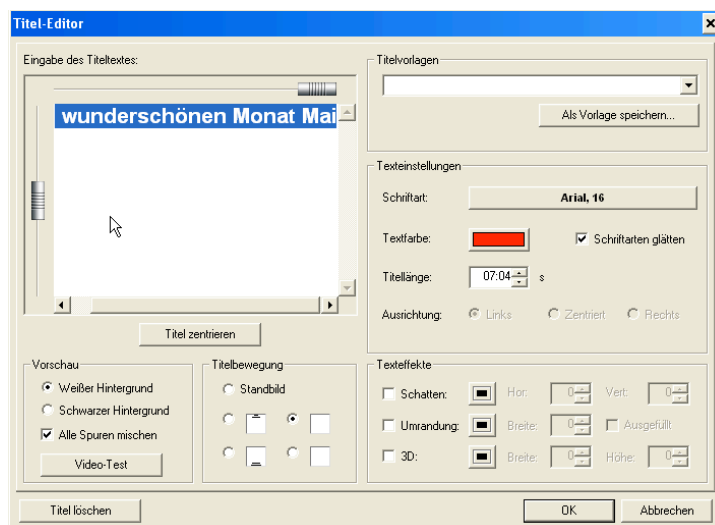 Titel-Editor
Eingabe des Titeltextes:
wunderschönen Monat Mai
Titel zentrieren
Vorschau
Weißer Hintergrund
Schwarzer Hintergrund
Alle Spuren mischen
Video-Test
Titelbewegung
Standbild
Titelvorlagen
Als Vorlage speichern...
Texteinstellungen
Schriftart: Arial, 16
Textfarbe: Schriftarten glätten
Titellänge: 07:04 s
Ausrichtung: Links Zentriert Rechts
Texteffekte
Schatten: Hor: 0 Vert: 0
Umrandung: Breite: 0 Ausgefüllt
3D: Breite: 0 Höhe: 0
Titel löschen
OK Abbrechen